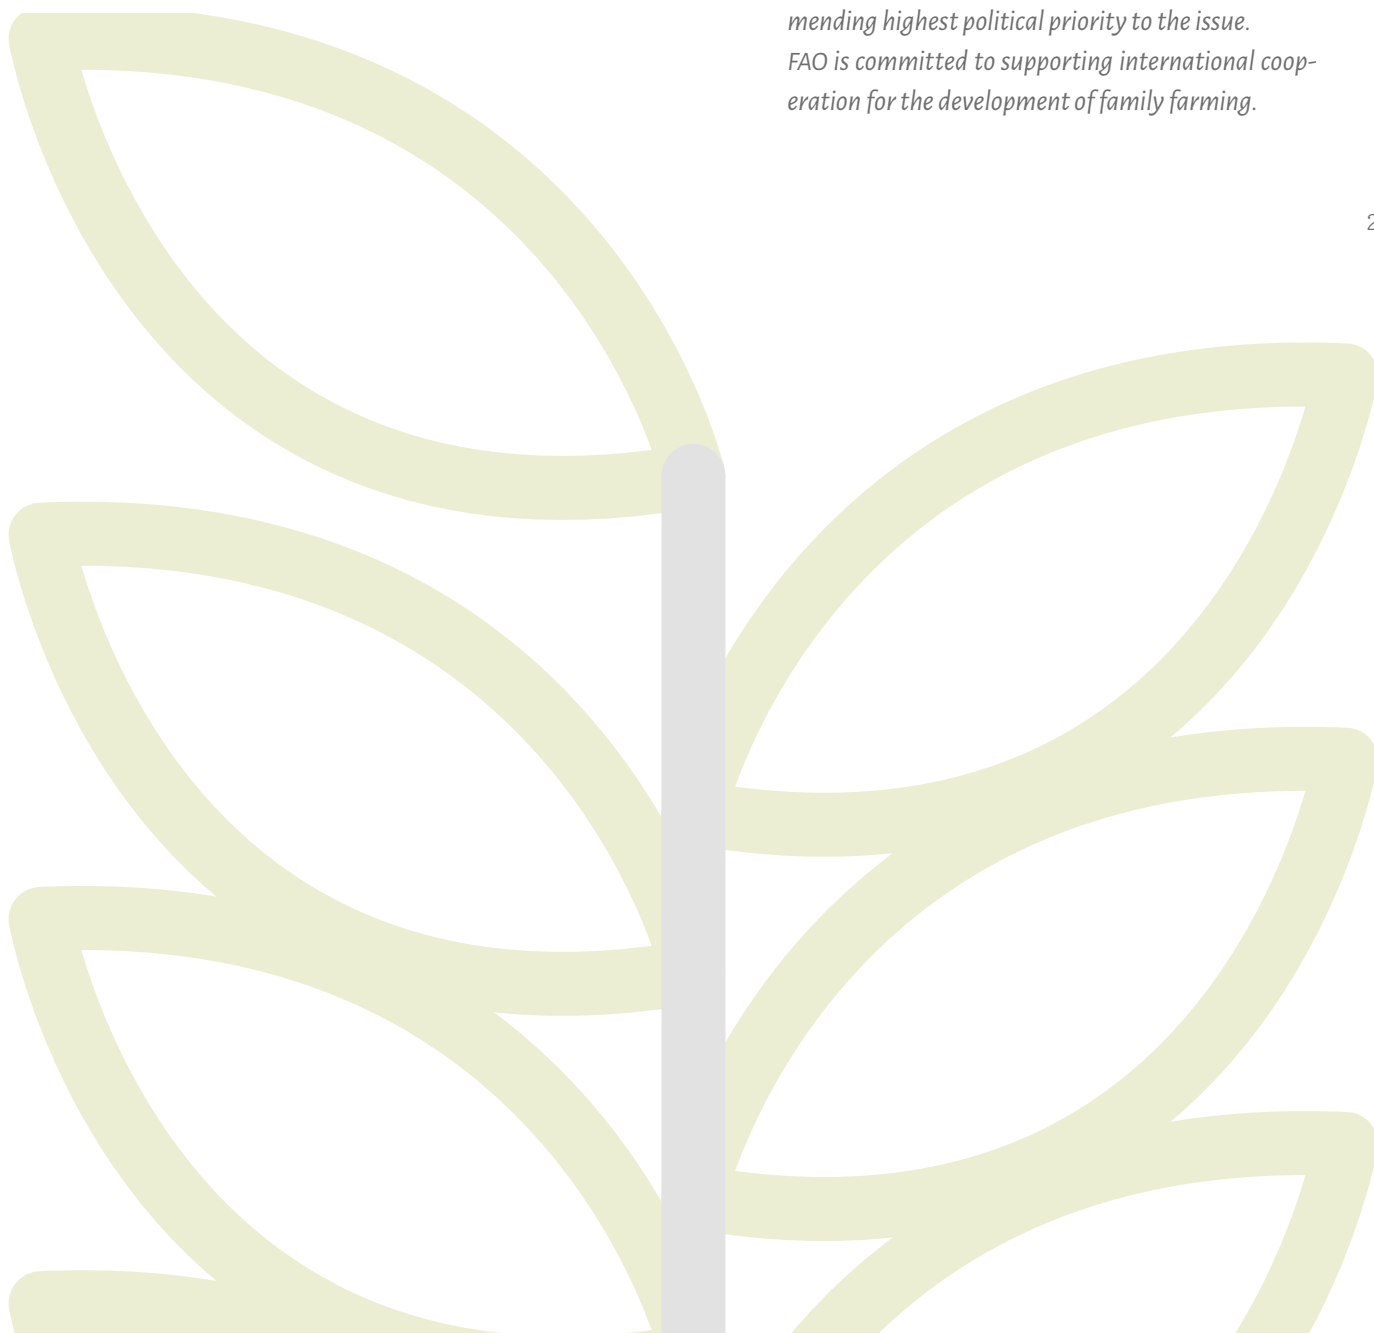 mending highest political priority to the issue.
FAO is committed to supporting international coop-
eration for the development of family farming.
2